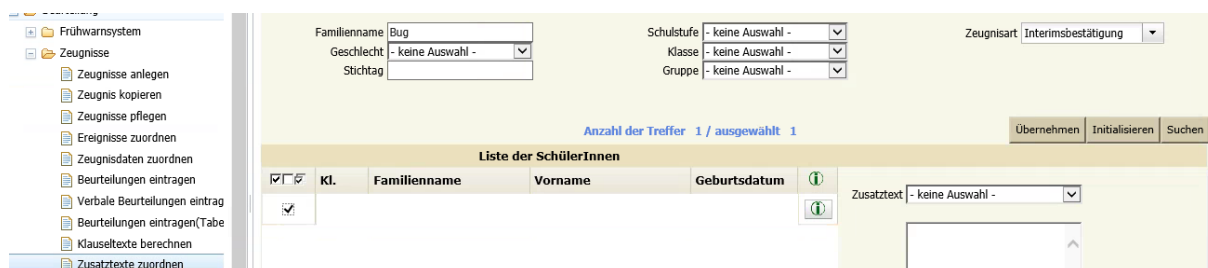 Frühwarnsystem
Zeugnisse
Zeugnisse anlegen
Zeugnis kopieren
Zeugnisse pflegen
Ereignisse zuordnen
Zeugnisdaten zuordnen
Beurteilungen eintragen
Verbale Beurteilungen eintrag
Beurteilungen eintragen(Tabe
Klauseltexte berechnen
Zusatztexte zuordnen
Familienname Bug Schulstufe - keine Auswahl - Zeugnisart Interimsbestätigung
Geschlecht - keine Auswahl - Klasse - keine Auswahl -
Stichtag Gruppe - keine Auswahl -
Anzahl der Treffer 1 / ausgewählt 1 Übernehmen Initialisieren Suchen
Liste der SchülerInnen
Kl. Familienname Vorname Geburtsdatum
Zusatztext - keine Auswahl -